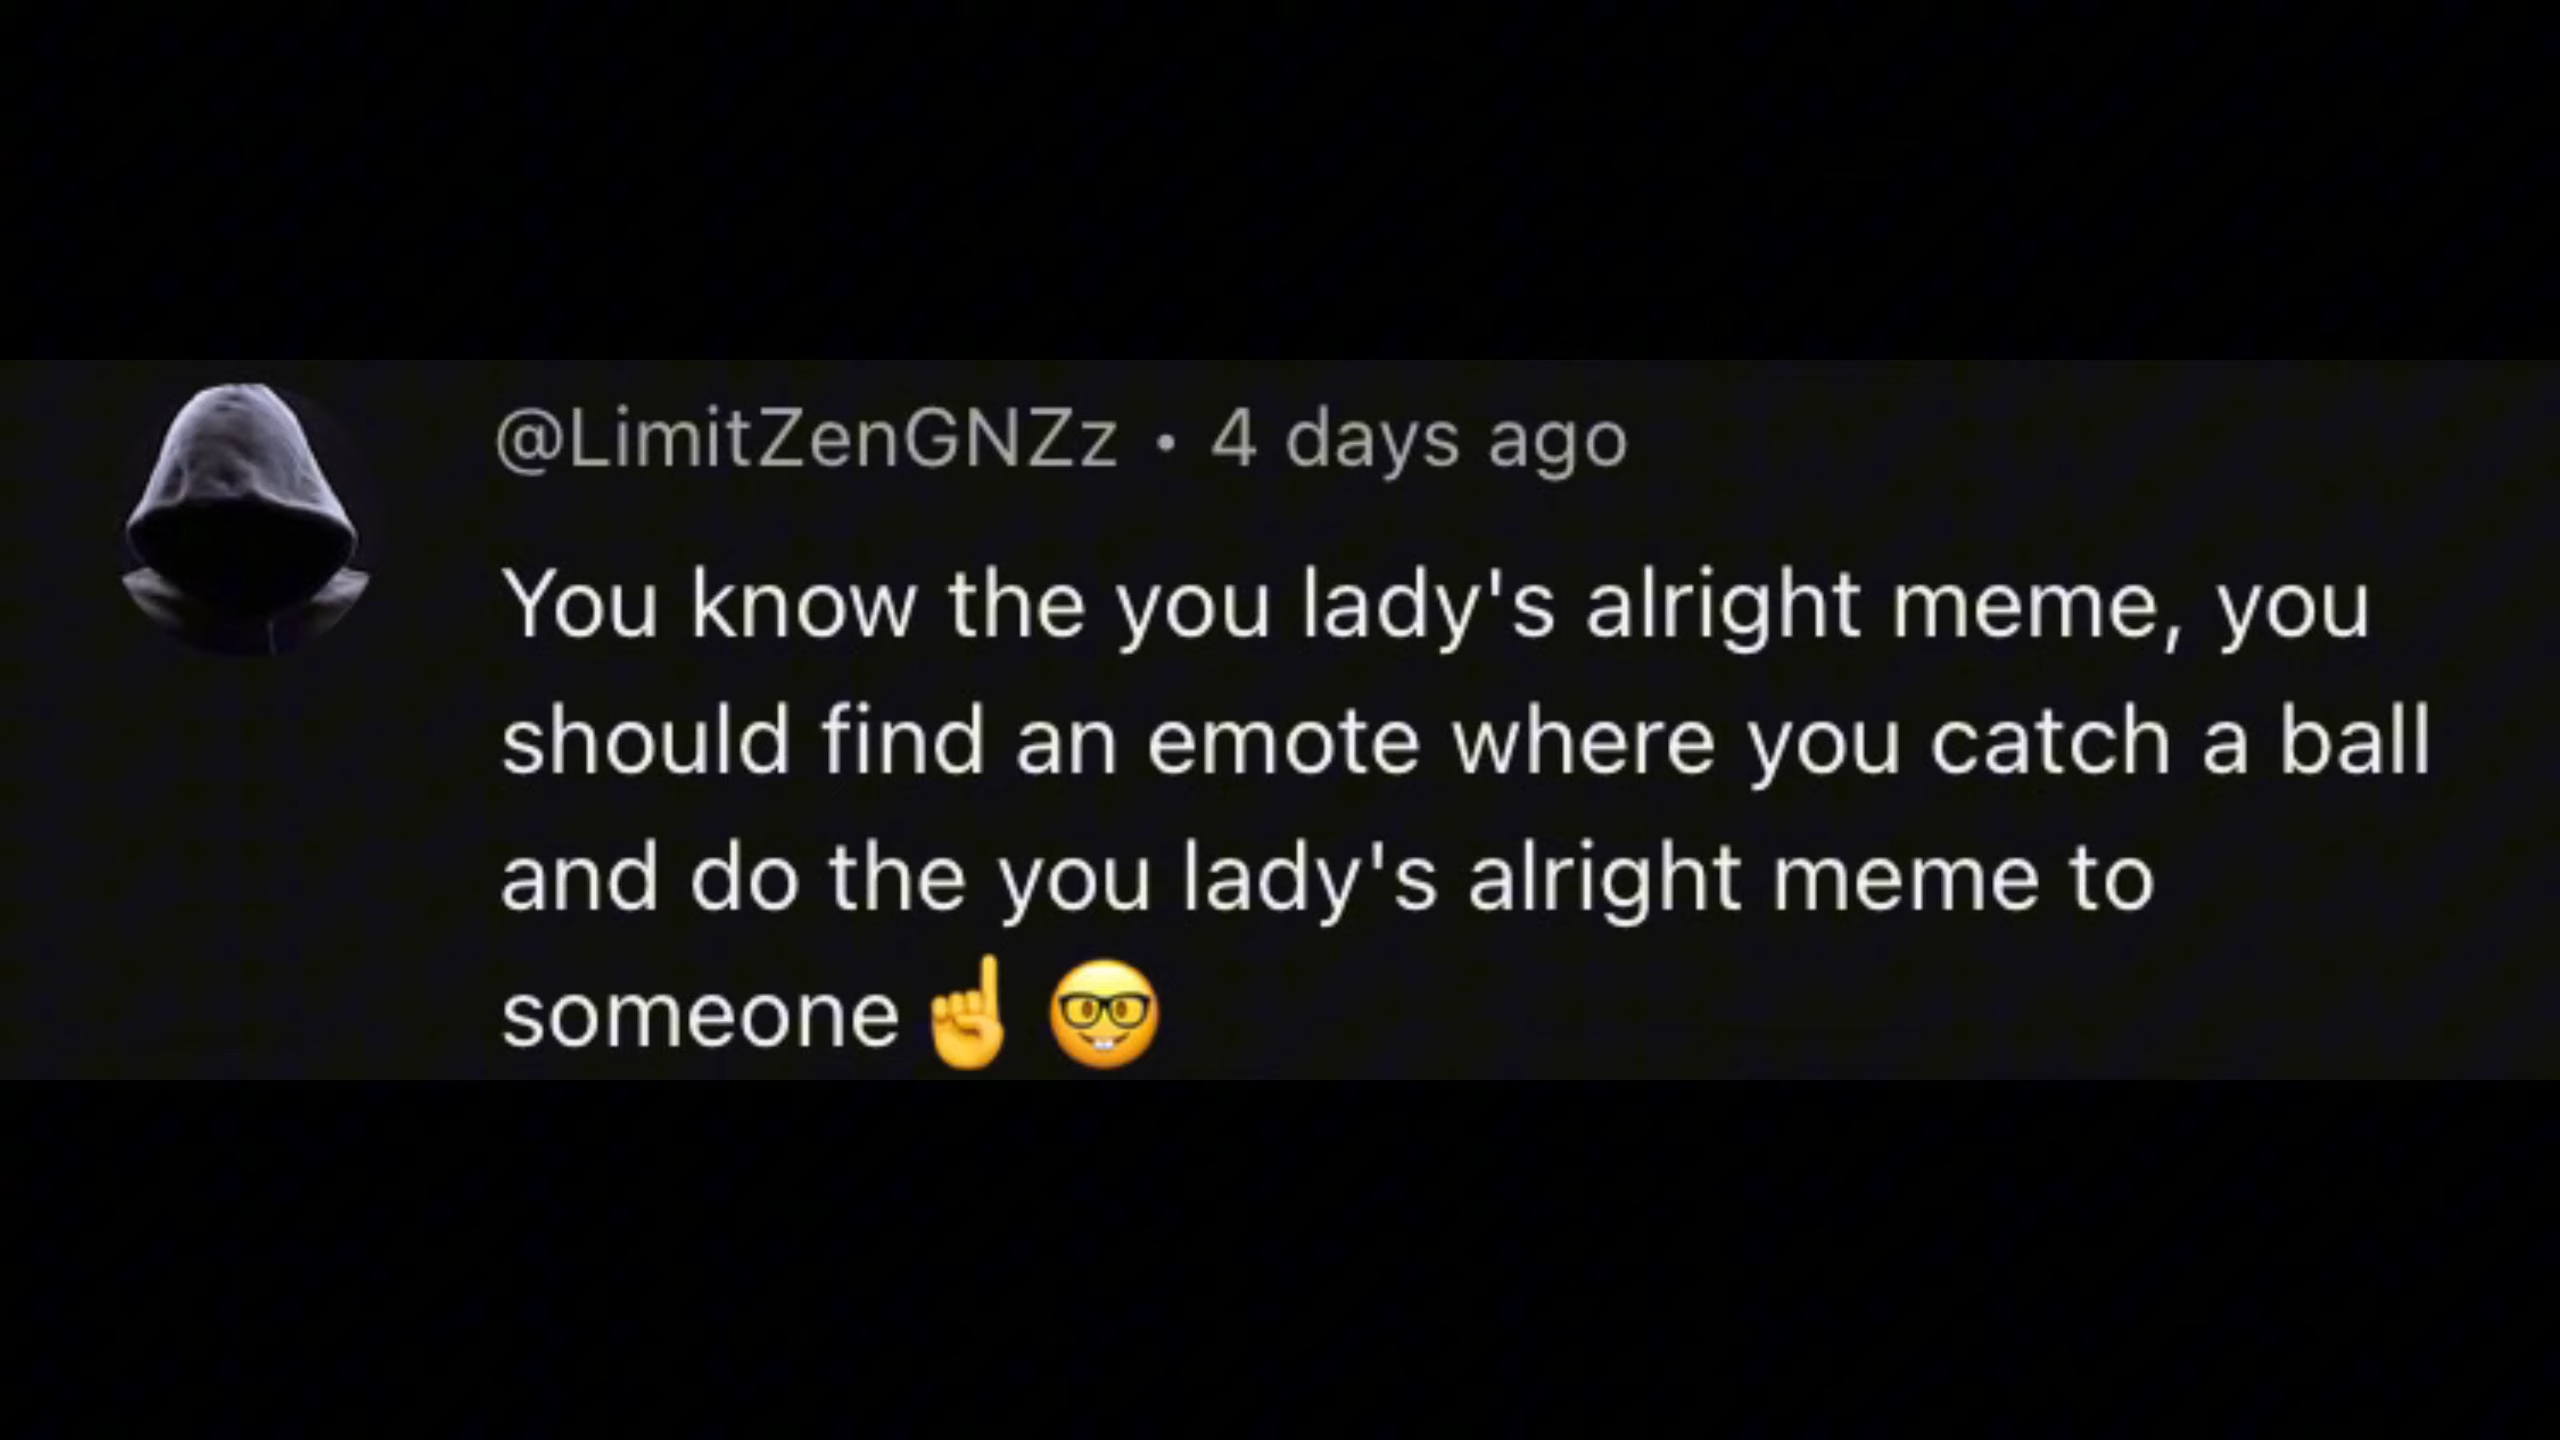 @LimitZenGNZz • 4 days ago
You know the you lady's alright meme, you
should find an emote where you catch a ball
and do the you lady's alright meme to
someone☝️🤓